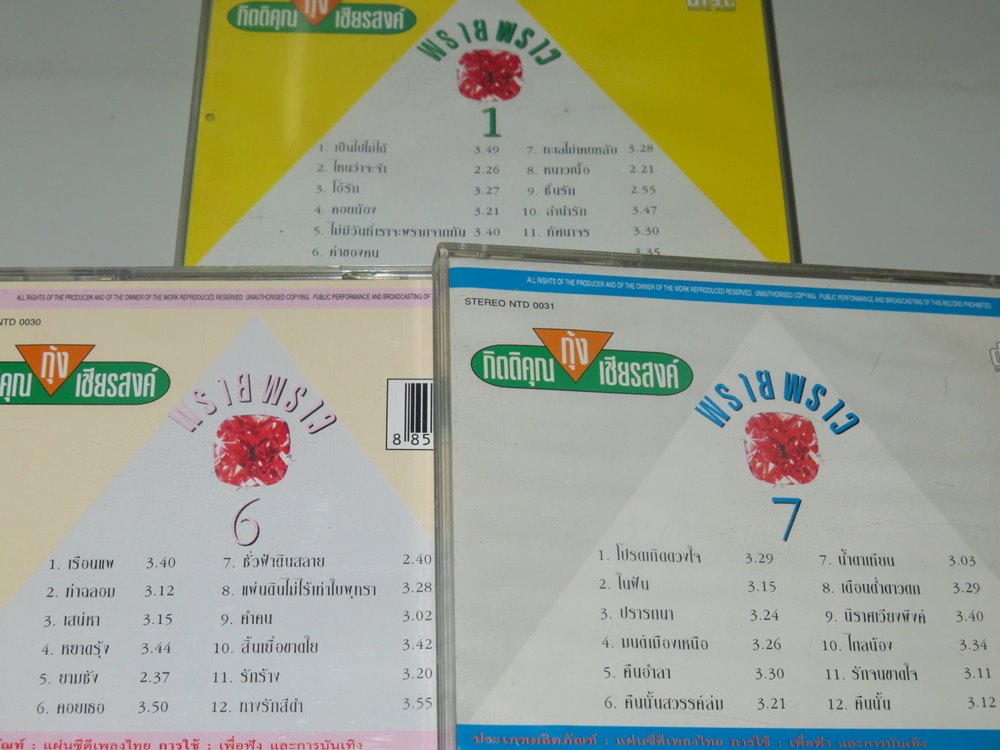 กุ้ง
กิตติคุณ เชียรสงค์
พรายพราว
1
1. เป็นไปไม่ได้ 3.49 7. ทะเลไม่เคยหลับ 3.28
2. ไหนว่าจะจำ 2.26 8. หนาวเนื้อ 2.21
3. โอ้รัก 3.27 9. ชื่นรัก 2.55
4. คอยน้อง 3.21 10. ลำนำรัก 3.47
5. ไม่มีวันที่เราจะพรากจากกัน 3.40 11. ทัศนาจร 3.30
6. ค่าของคน 3.35
ALL RIGHTS OF THE PRODUCER AND OF THE OWNER OF THE WORK REPRODUCED RESERVED. UNAUTHORISED COPYING. PUBLIC PERFORMANCE AND BROADCASTING OF
NTD 0030
กุ้ง
คุณ เชียรสงค์
พรายพราว
8 85
6
1. เรือนแพ 3.40 7. ชั่วฟ้าดินสลาย 2.40
2. ท่าฉลอม 3.12 8. แผ่นดินไม่ไร้เท่าใบพุทรา 3.28
3. เสน่หา 3.15 9. คำคน 3.02
4. หยาดรุ้ง 3.44 10. สิ้นเยื่อขาดใย 3.42
5. ยามชัง 2.37 11. รักร้าง 3.20
6. คอยเธอ 3.50 12. ทางรักสีดำ 3.55
ภัณฑ์ : แผ่นซีดีเพลงไทย การใช้ : เพื่อฟัง และการบันเทิง
ALL RIGHTS OF THE PRODUCER AND OF THE OWNER OF THE WORK REPRODUCED RESERVED. UNAUTHORISED COPYING. PUBLIC PERFORMANCE AND BROADCASTING OF THIS RECORD PROHIBITED.
STEREO NTD 0031
กุ้ง
กิตติคุณ เชียรสงค์
พรายพราว
7
1. โปรดเถิดดวงใจ 3.29 7. น้ำตาเทียน 3.03
2. ในฝัน 3.15 8. เดือนต่ำดาวตก 3.29
3. ปรารถนา 3.24 9. นิราศเวียงพิงค์ 3.40
4. มนต์เมืองเหนือ 3.26 10. ไกลน้อง 3.34
5. คืนอำลา 3.30 11. รักจนขาดใจ 3.11
6. คืนนั้นสวรรค์ล่ม 3.21 12. คืนนั้น 3.12
ประเภทผลิตภัณฑ์ : แผ่นซีดีเพลงไทย การใช้ : เพื่อฟัง และการบันเทิง